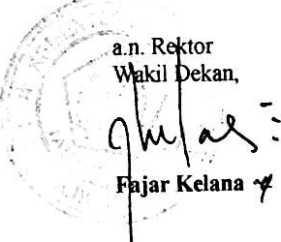 a.n. Rektor
Wakil Dekan,
Fajar Kelana